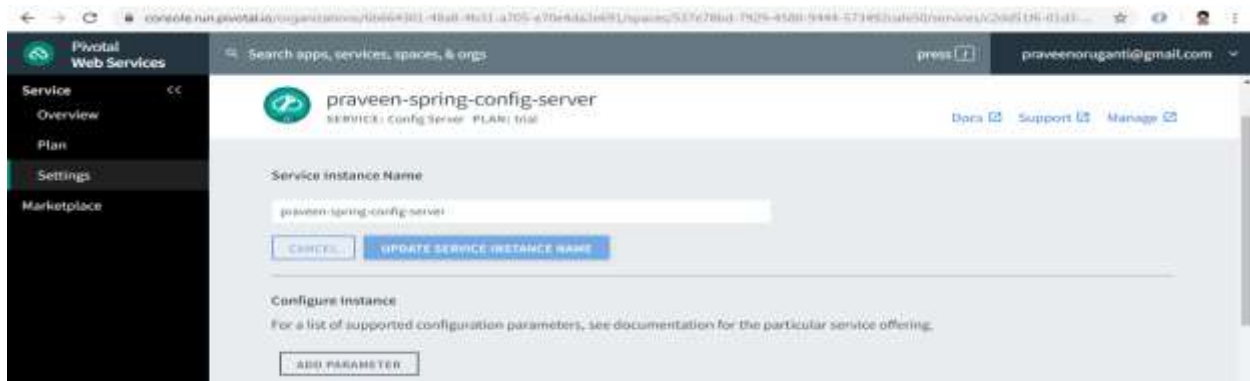 console.run.pivotal.io/organizations/
Pivotal
Web Services
Search apps, services, spaces, & orgs
press /
praveenoruganti@gmail.com
Service <<
Overview
Plan
Settings
Marketplace
praveen-spring-config-server
SERVICE: Config Server PLAN: trial
Docs
Support
Manage
Service Instance Name
praveen-spring-config-server
CANCEL
UPDATE SERVICE INSTANCE NAME
Configure Instance
For a list of supported configuration parameters, see documentation for the particular service offering.
ADD PARAMETER